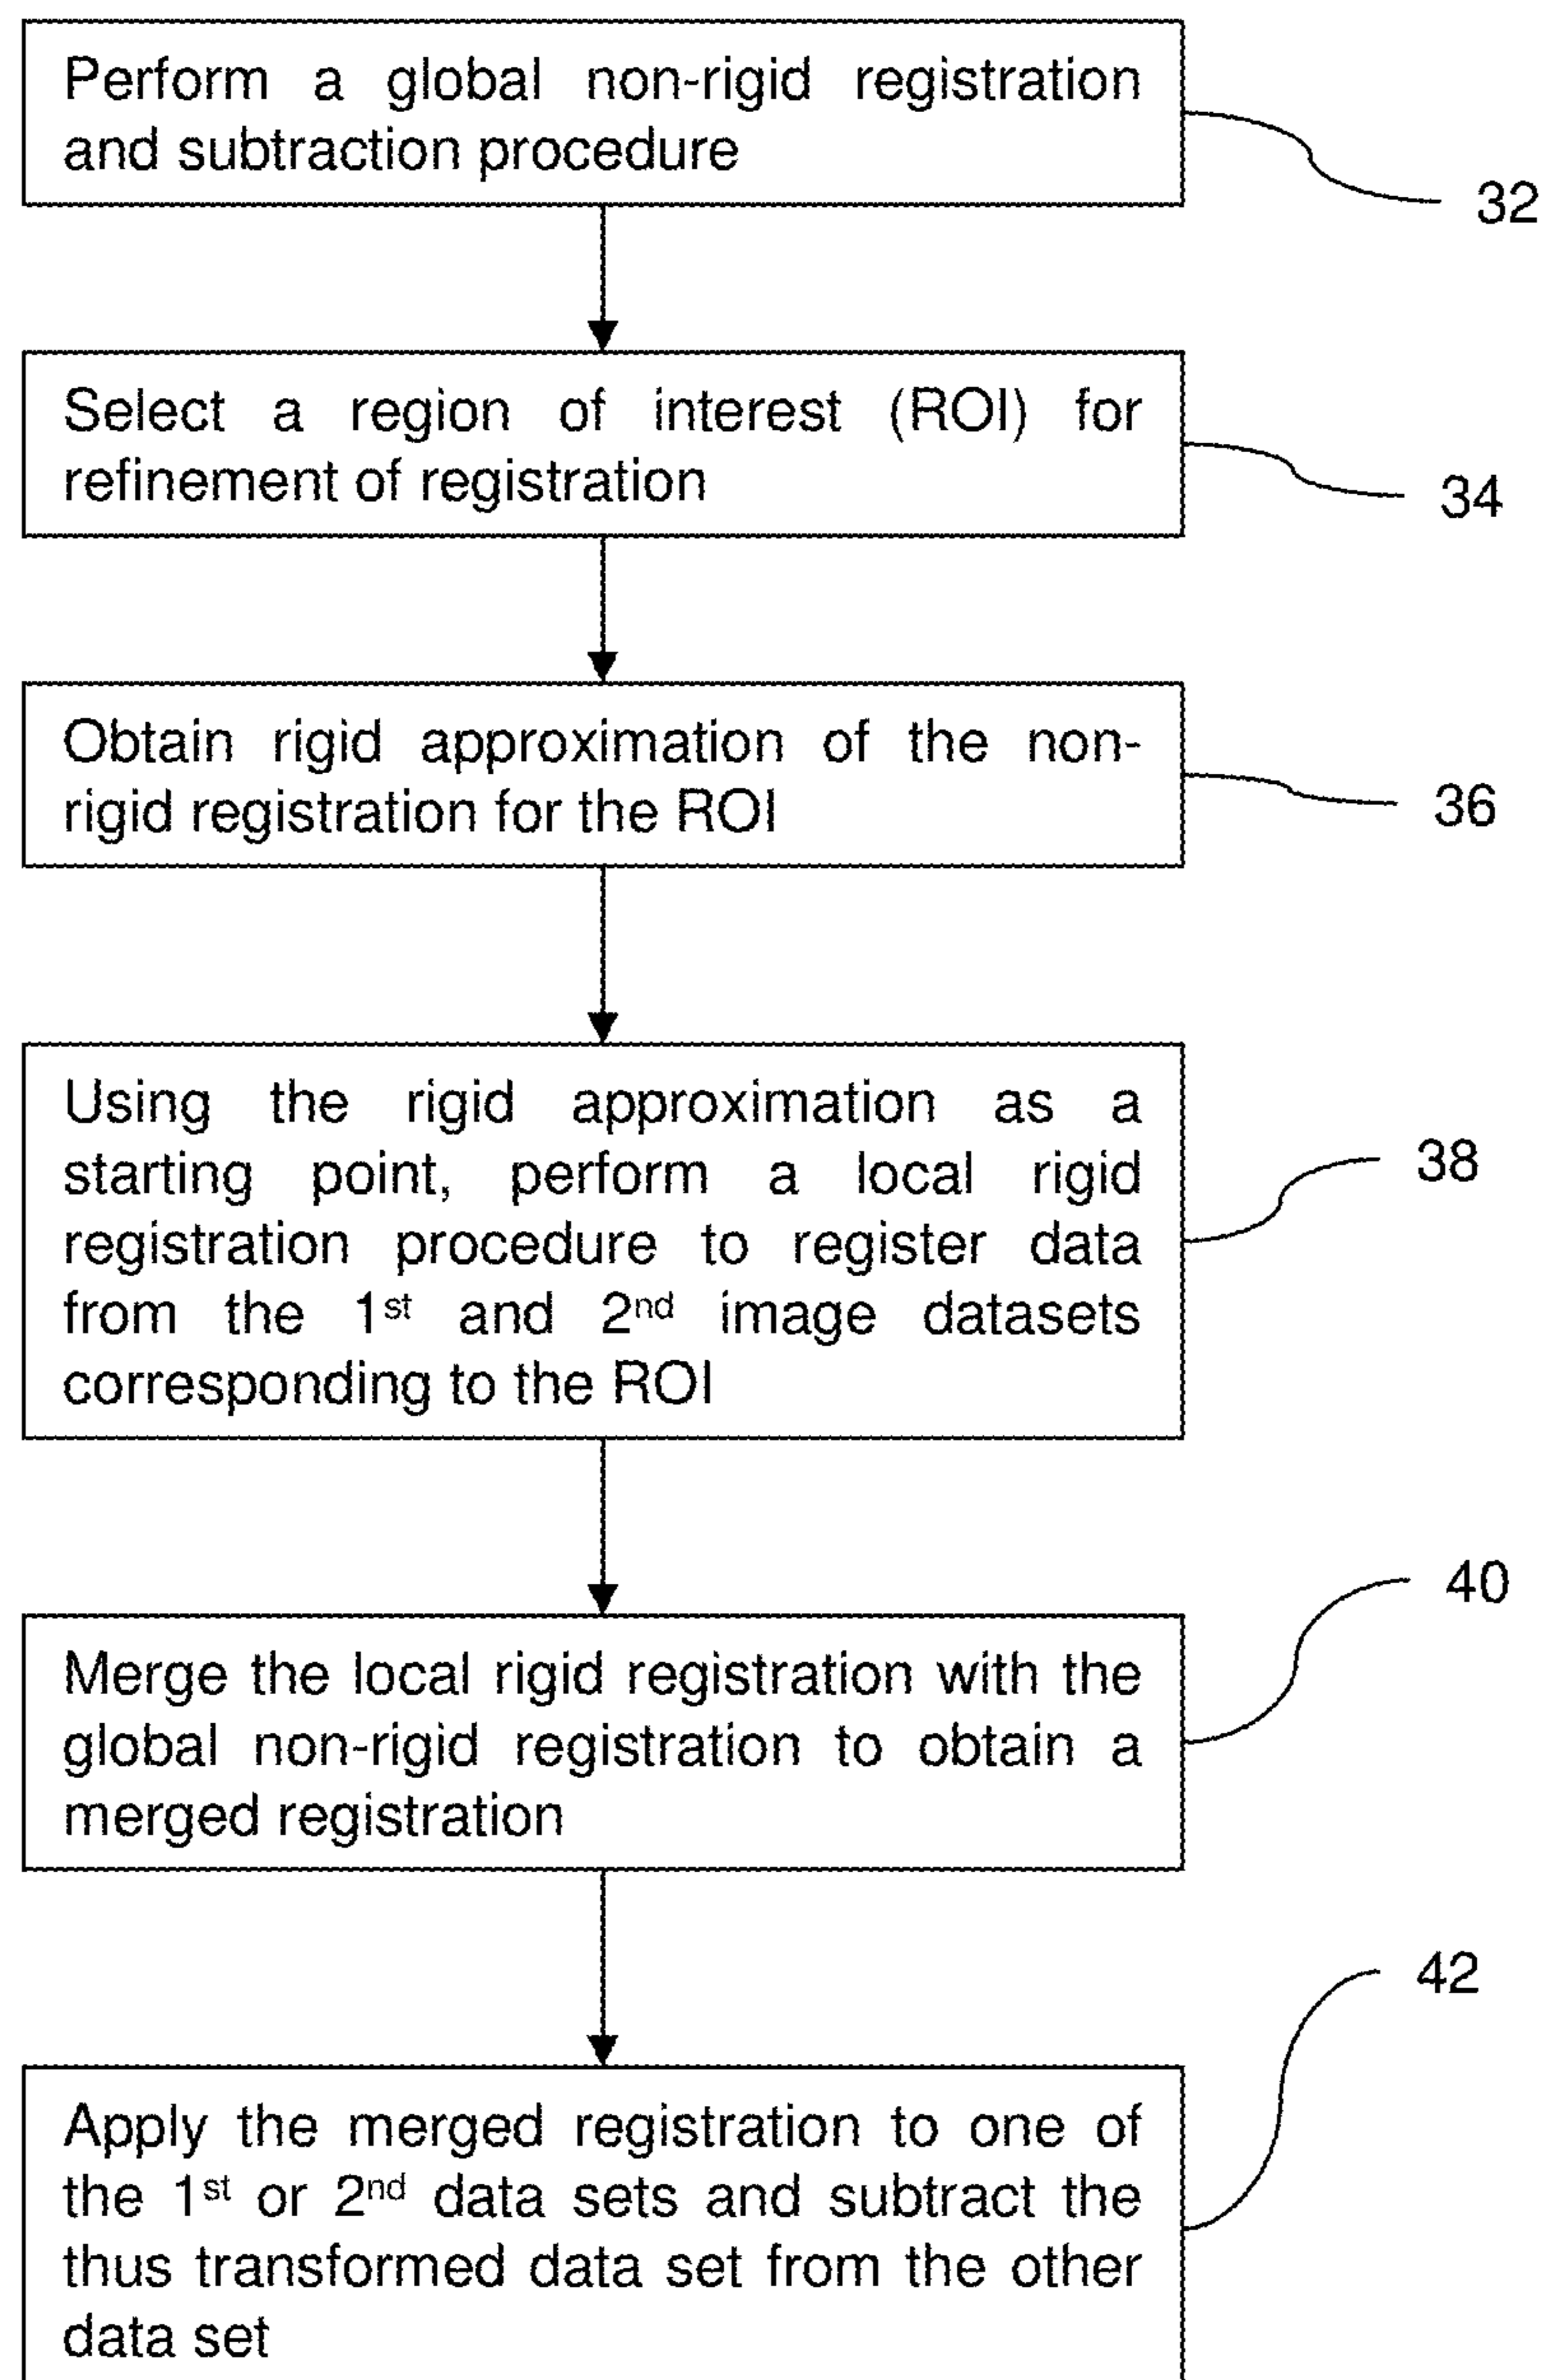 Perform a global non-rigid registration
and subtraction procedure
32
Select a region of interest (ROI) for
refinement of registration
34
Obtain rigid approximation of the non-
rigid registration for the ROI
36
Using the rigid approximation as a
starting point, perform a local rigid
registration procedure to register data
from the 1st and 2nd image datasets
corresponding to the ROI
38
Merge the local rigid registration with the
global non-rigid registration to obtain a
merged registration
40
Apply the merged registration to one of
the 1st or 2nd data sets and subtract the
thus transformed data set from the other
data set
42